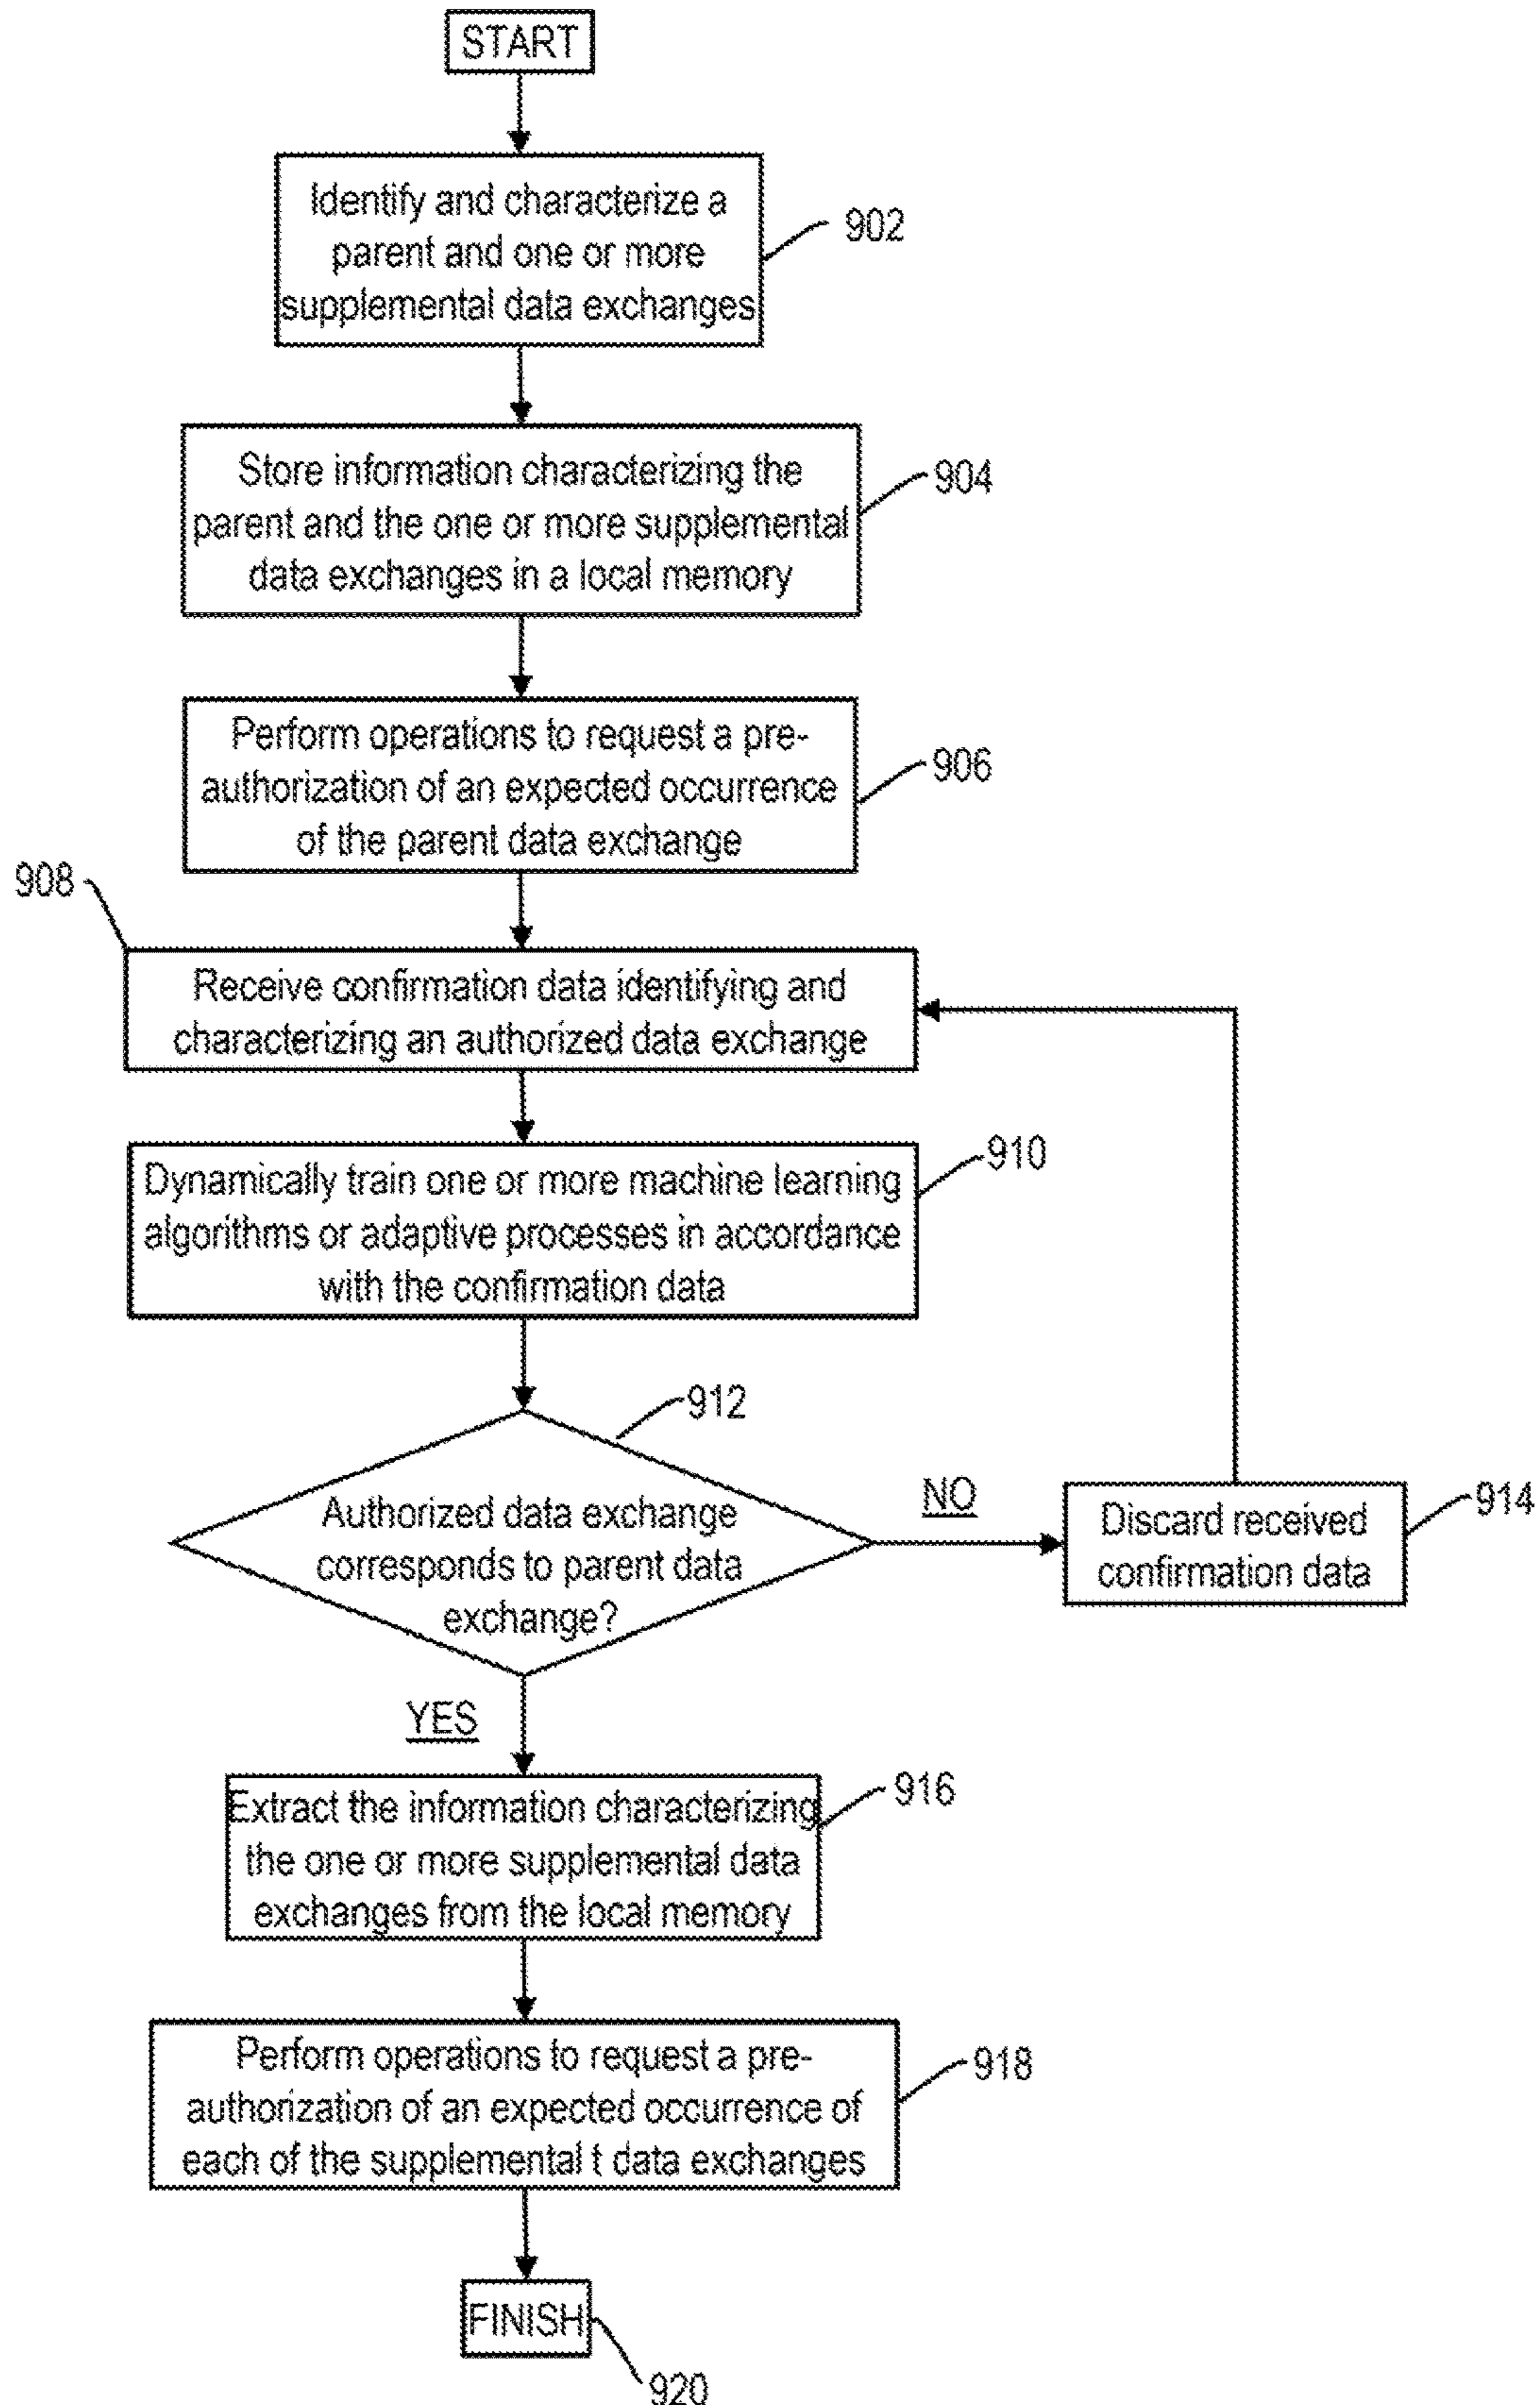 START
Identify and characterize a
parent and one or more
supplemental data exchanges
902
Store information characterizing the
parent and the one or more supplemental
data exchanges in a local memory
904
Perform operations to request a pre-
authorization of an expected occurrence
of the parent data exchange
906
908
Receive confirmation data identifying and
characterizing an authorized data exchange
Dynamically train one or more machine learning
algorithms or adaptive processes in accordance
with the confirmation data
910
912
Authorized data exchange
corresponds to parent data
exchange?
NO
Discard received
confirmation data
914
YES
Extract the information characterizing
the one or more supplemental data
exchanges from the local memory
916
Perform operations to request a pre-
authorization of an expected occurrence of
each of the supplemental t data exchanges
918
FINISH
920